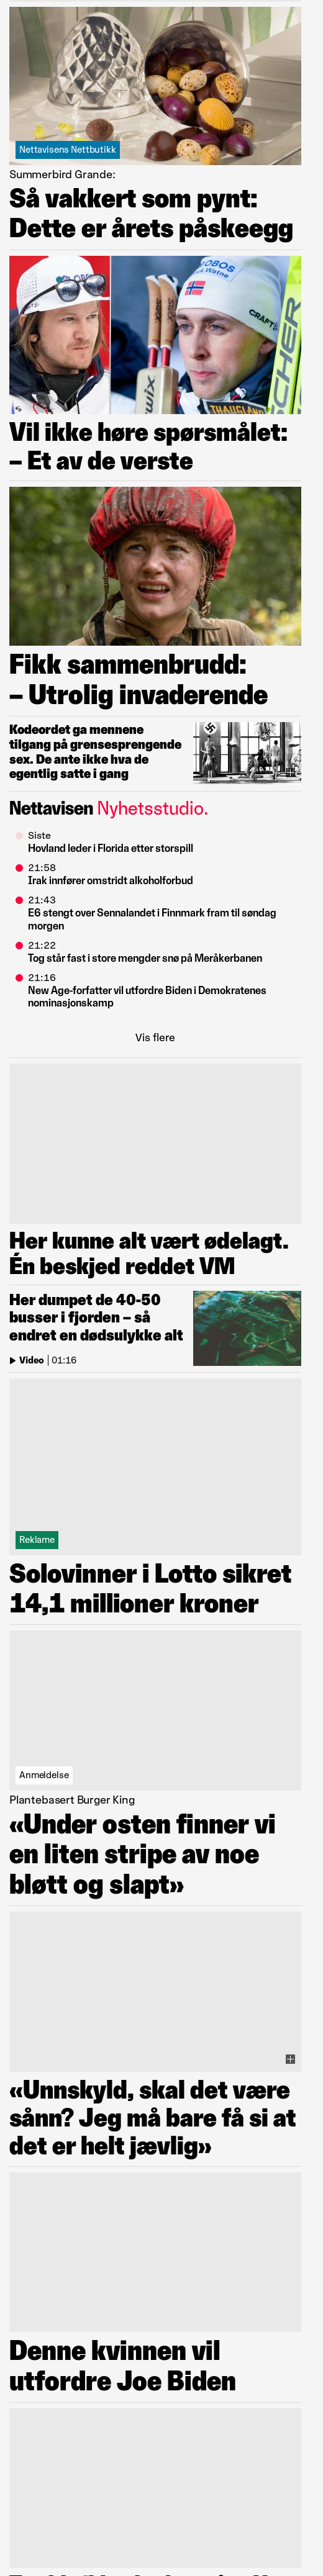 Nettavisens Nettbutikk
Summerbird Grande:
Så vakkert som pynt:
Dette er årets påskeegg
Vil ikke høre spørsmålet:
– Et av de verste
Fikk sammenbrudd:
– Utrolig invaderende
Kodeordet ga mennene
tilgang på grensesprengende
sex. De ante ikke hva de
egentlig satte i gang
Nettavisen Nyhetsstudio.
Siste
Hovland leder i Florida etter storspill
21:58
Irak innfører omstridt alkoholforbud
21:43
E6 stengt over Sennalandet i Finnmark fram til søndag
morgen
21:22
Tog står fast i store mengder snø på Meråkerbanen
21:16
New Age-forfatter vil utfordre Biden i Demokratenes
nominasjonskamp
Vis flere
Her kunne alt vært ødelagt.
Én beskjed reddet VM
Her dumpet de 40-50
busser i fjorden – så
endret en dødsulykke alt
Video | 01:16
Reklame
Solovinner i Lotto sikret
14,1 millioner kroner
Anmeldelse
Plantebasert Burger King
«Under osten finner vi
en liten stripe av noe
bløtt og slapt»
«Unnskyld, skal det være
sånn? Jeg må bare få si at
det er helt jævlig»
Denne kvinnen vil
utfordre Joe Biden